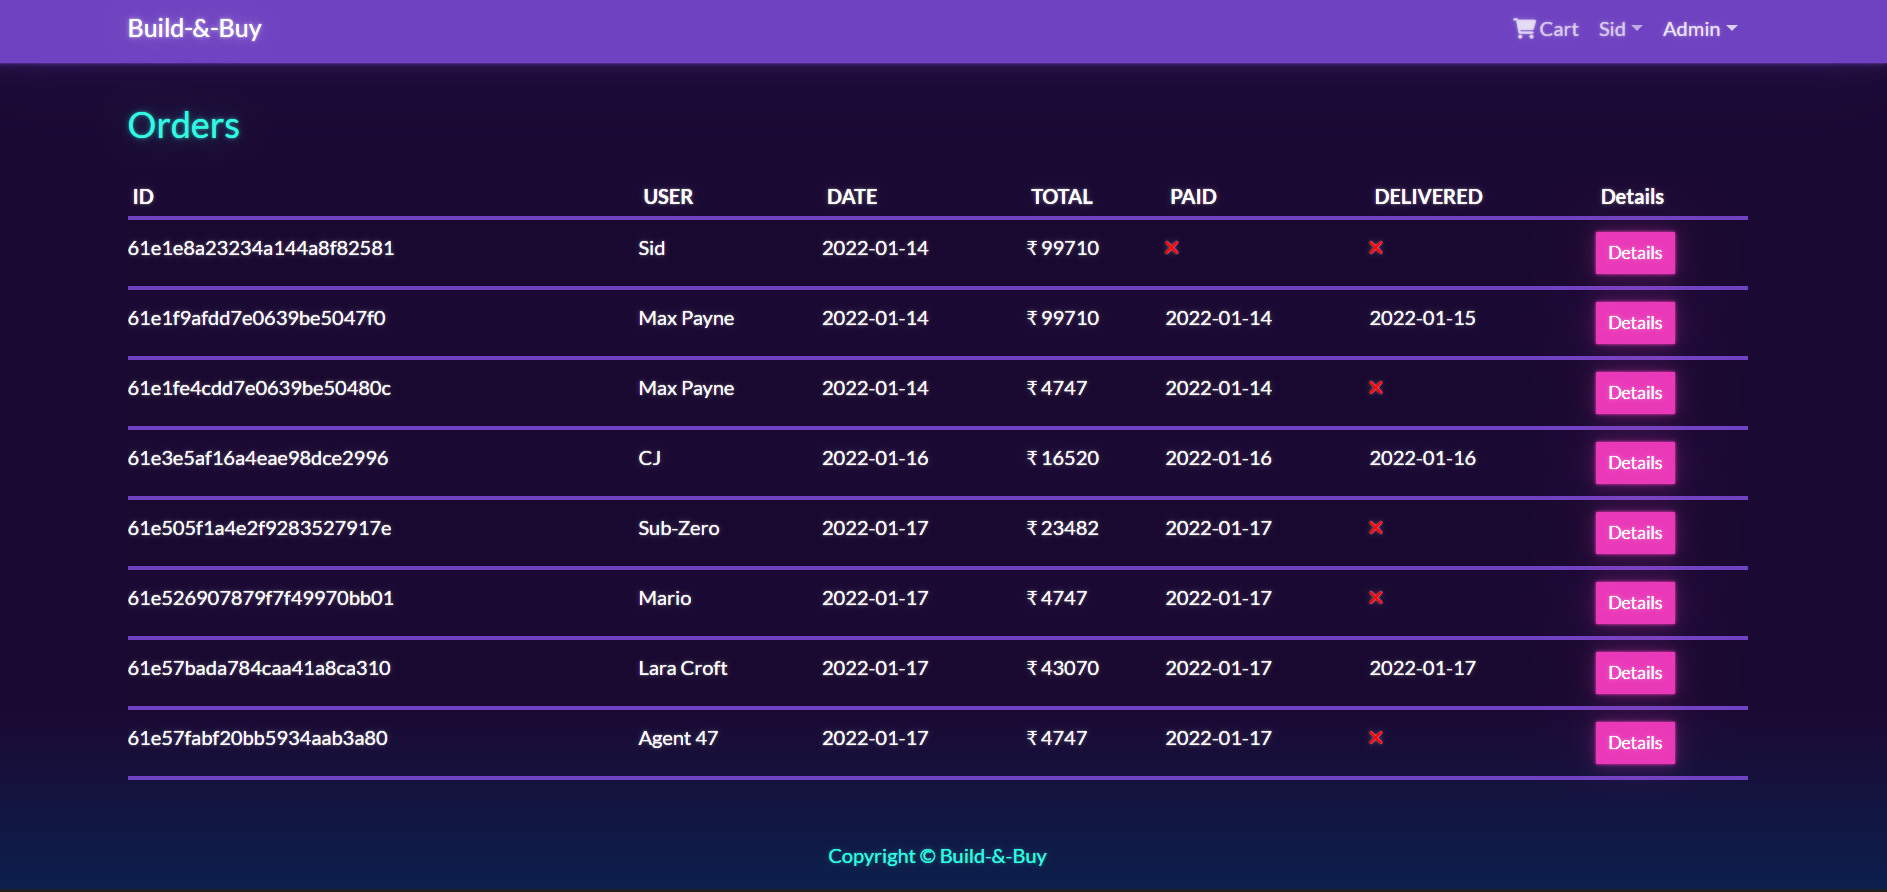 Build-&-Buy Cart Sid Admin
Orders
ID USER DATE TOTAL PAID DELIVERED Details
61e1e8a23234a144a8f82581 Sid 2022-01-14 ₹ 99710 Details
61e1f9afdd7e0639be5047f0 Max Payne 2022-01-14 ₹ 99710 2022-01-14 2022-01-15 Details
61e1fe4cdd7e0639be50480c Max Payne 2022-01-14 ₹ 4747 2022-01-14 Details
61e3e5af16a4eae98dce2996 CJ 2022-01-16 ₹ 16520 2022-01-16 2022-01-16 Details
61e505f1a4e2f9283527917e Sub-Zero 2022-01-17 ₹ 23482 2022-01-17 Details
61e526907879f7f49970bb01 Mario 2022-01-17 ₹ 4747 2022-01-17 Details
61e57bada784caa41a8ca310 Lara Croft 2022-01-17 ₹ 43070 2022-01-17 2022-01-17 Details
61e57fabf20bb5934aab3a80 Agent 47 2022-01-17 ₹ 4747 2022-01-17 Details
Copyright © Build-&-Buy